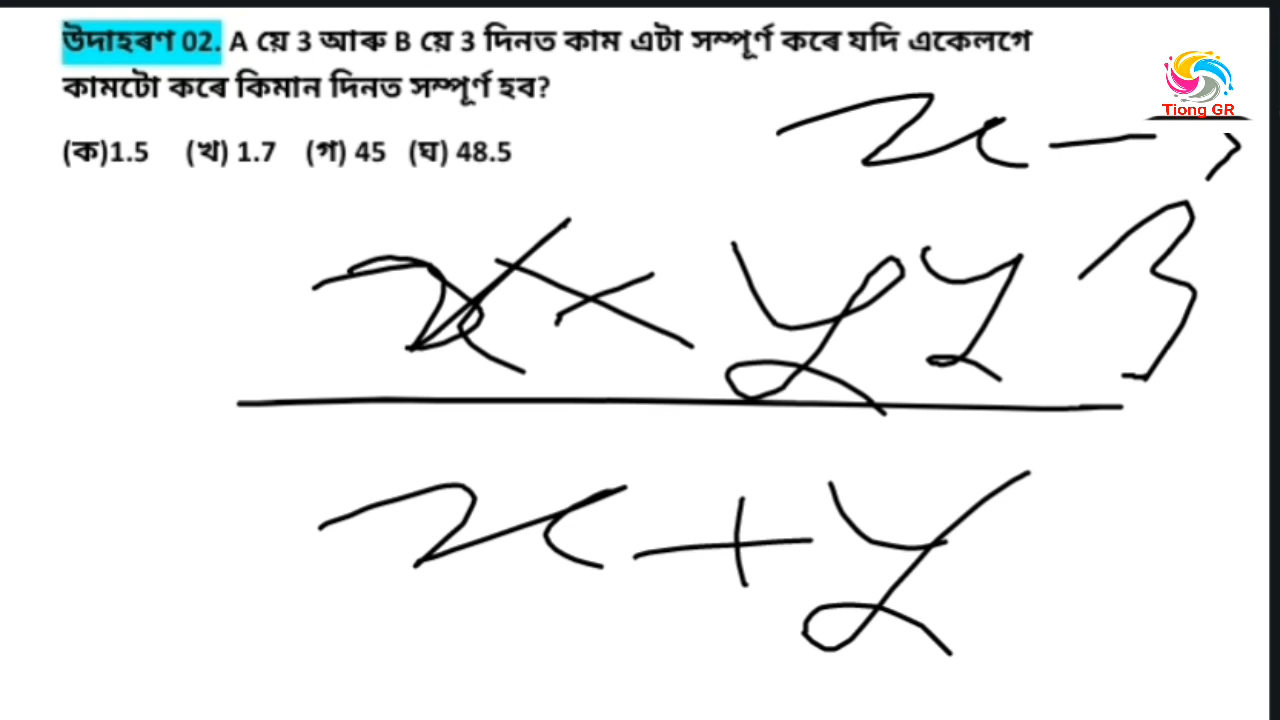 উদাহৰণ 02. A য়ে 3 আৰু B য়ে 3 দিনত কাম এটা সম্পূৰ্ণ কৰে যদি একেলগে
কামটো কৰে কিমান দিনত সম্পূৰ্ণ হব?
Tiong GR
(ক)1.5 (খ) 1.7 (গ) 45 (ঘ) 48.5
x –
x × y y 3
x + y